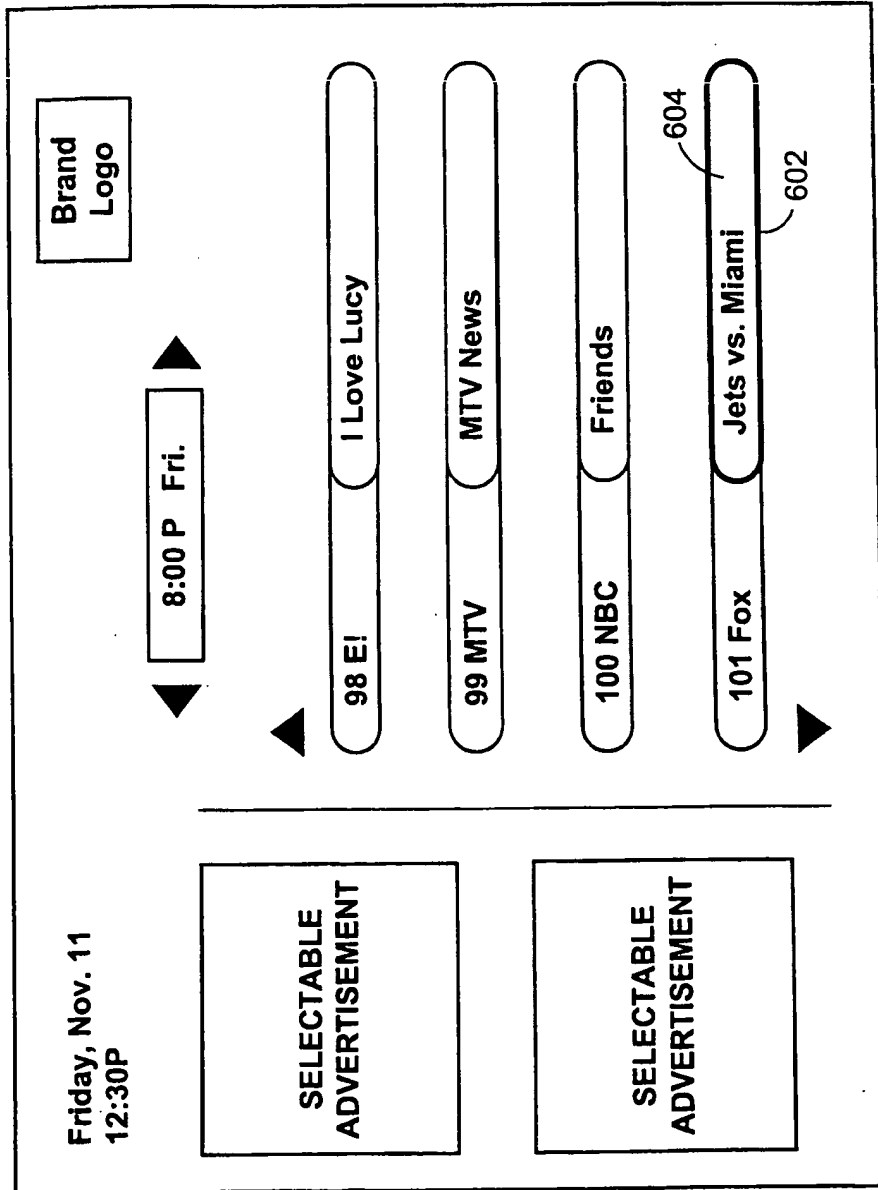 Friday, Nov. 11
12:30P
Brand
Logo
8:00 P Fri.
SELECTABLE
ADVERTISEMENT
SELECTABLE
ADVERTISEMENT
98 E! I Love Lucy
99 MTV MTV News
100 NBC Friends
101 Fox Jets vs. Miami
604
602